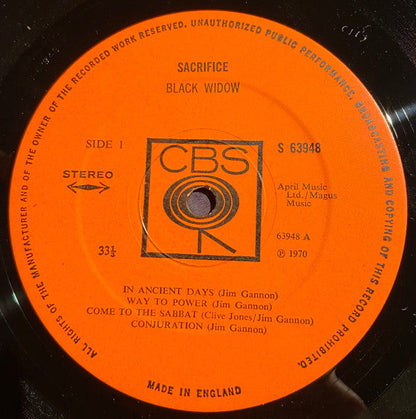 ALL RIGHTS OF THE MANUFACTURER AND OF THE OWNER OF THE RECORDED WORK RESERVED. UNAUTHORIZED PUBLIC PERFORMANCE, BROADCASTING AND COPYING OF THIS RECORD PROHIBITED.
SACRIFICE
BLACK WIDOW
SIDE 1
CBS
S 63948
STEREO
April Music
Ltd./Magus
Music
33⅓
63948 A
℗ 1970
IN ANCIENT DAYS (Jim Gannon)
WAY TO POWER (Jim Gannon)
COME TO THE SABBAT (Clive Jones/Jim Gannon)
CONJURATION (Jim Gannon)
MADE IN ENGLAND